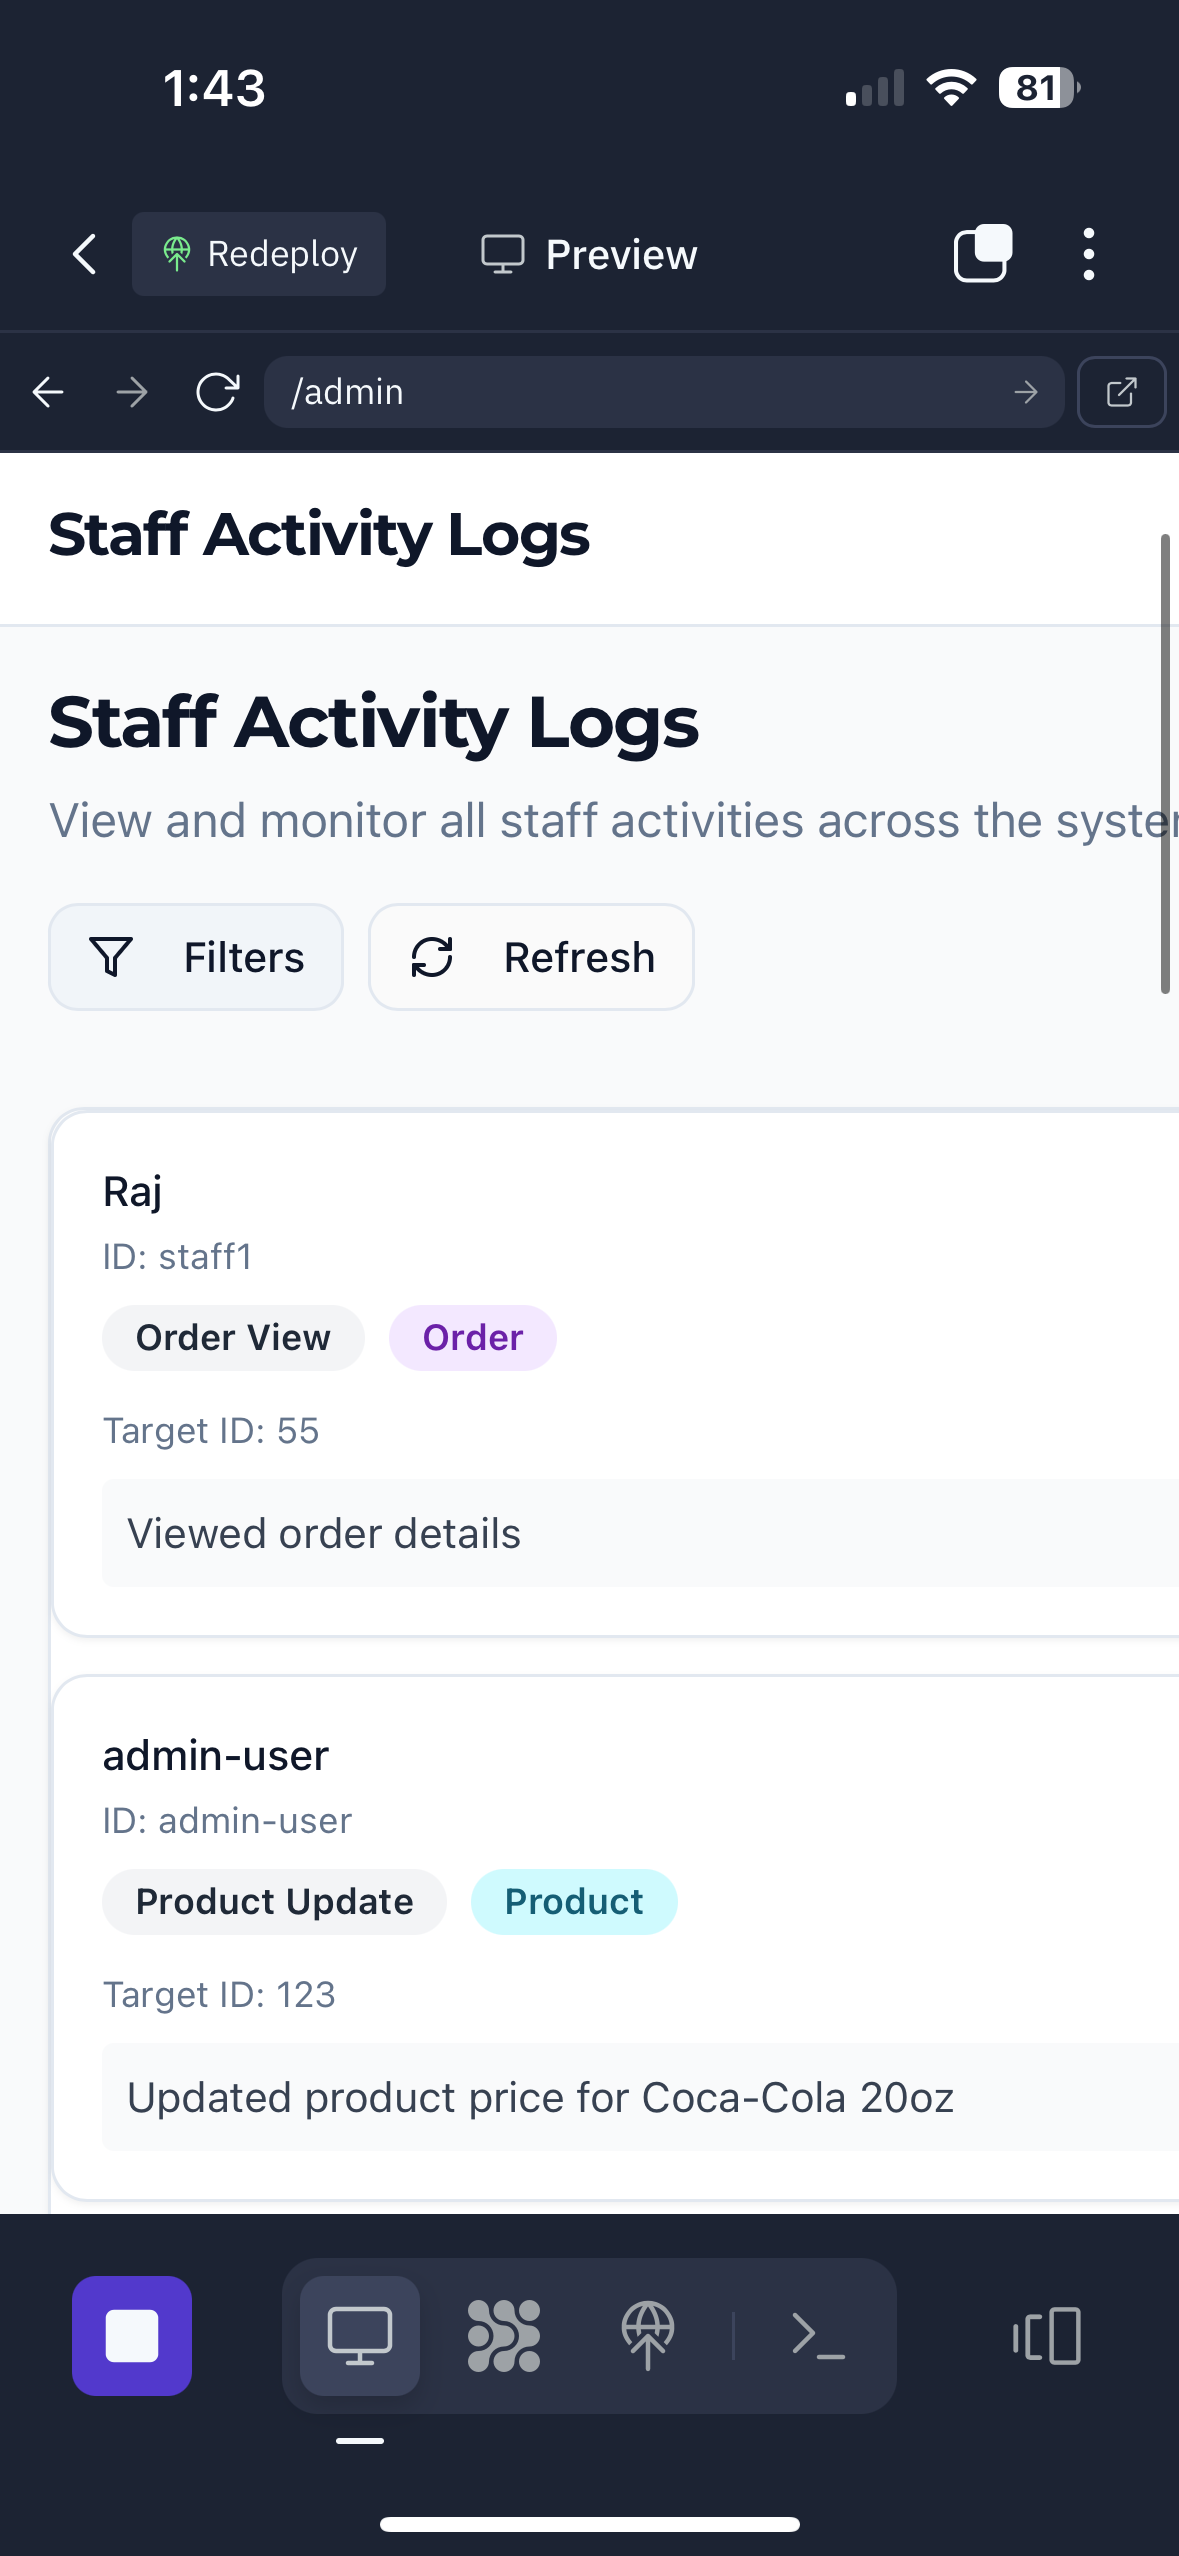 1:43
81
Redeploy
Preview
/admin
Staff Activity Logs
Staff Activity Logs
View and monitor all staff activities across the syster
Filters
Refresh
Raj
ID: staff1
Order View
Order
Target ID: 55
Viewed order details
admin-user
ID: admin-user
Product Update
Product
Target ID: 123
Updated product price for Coca-Cola 20oz